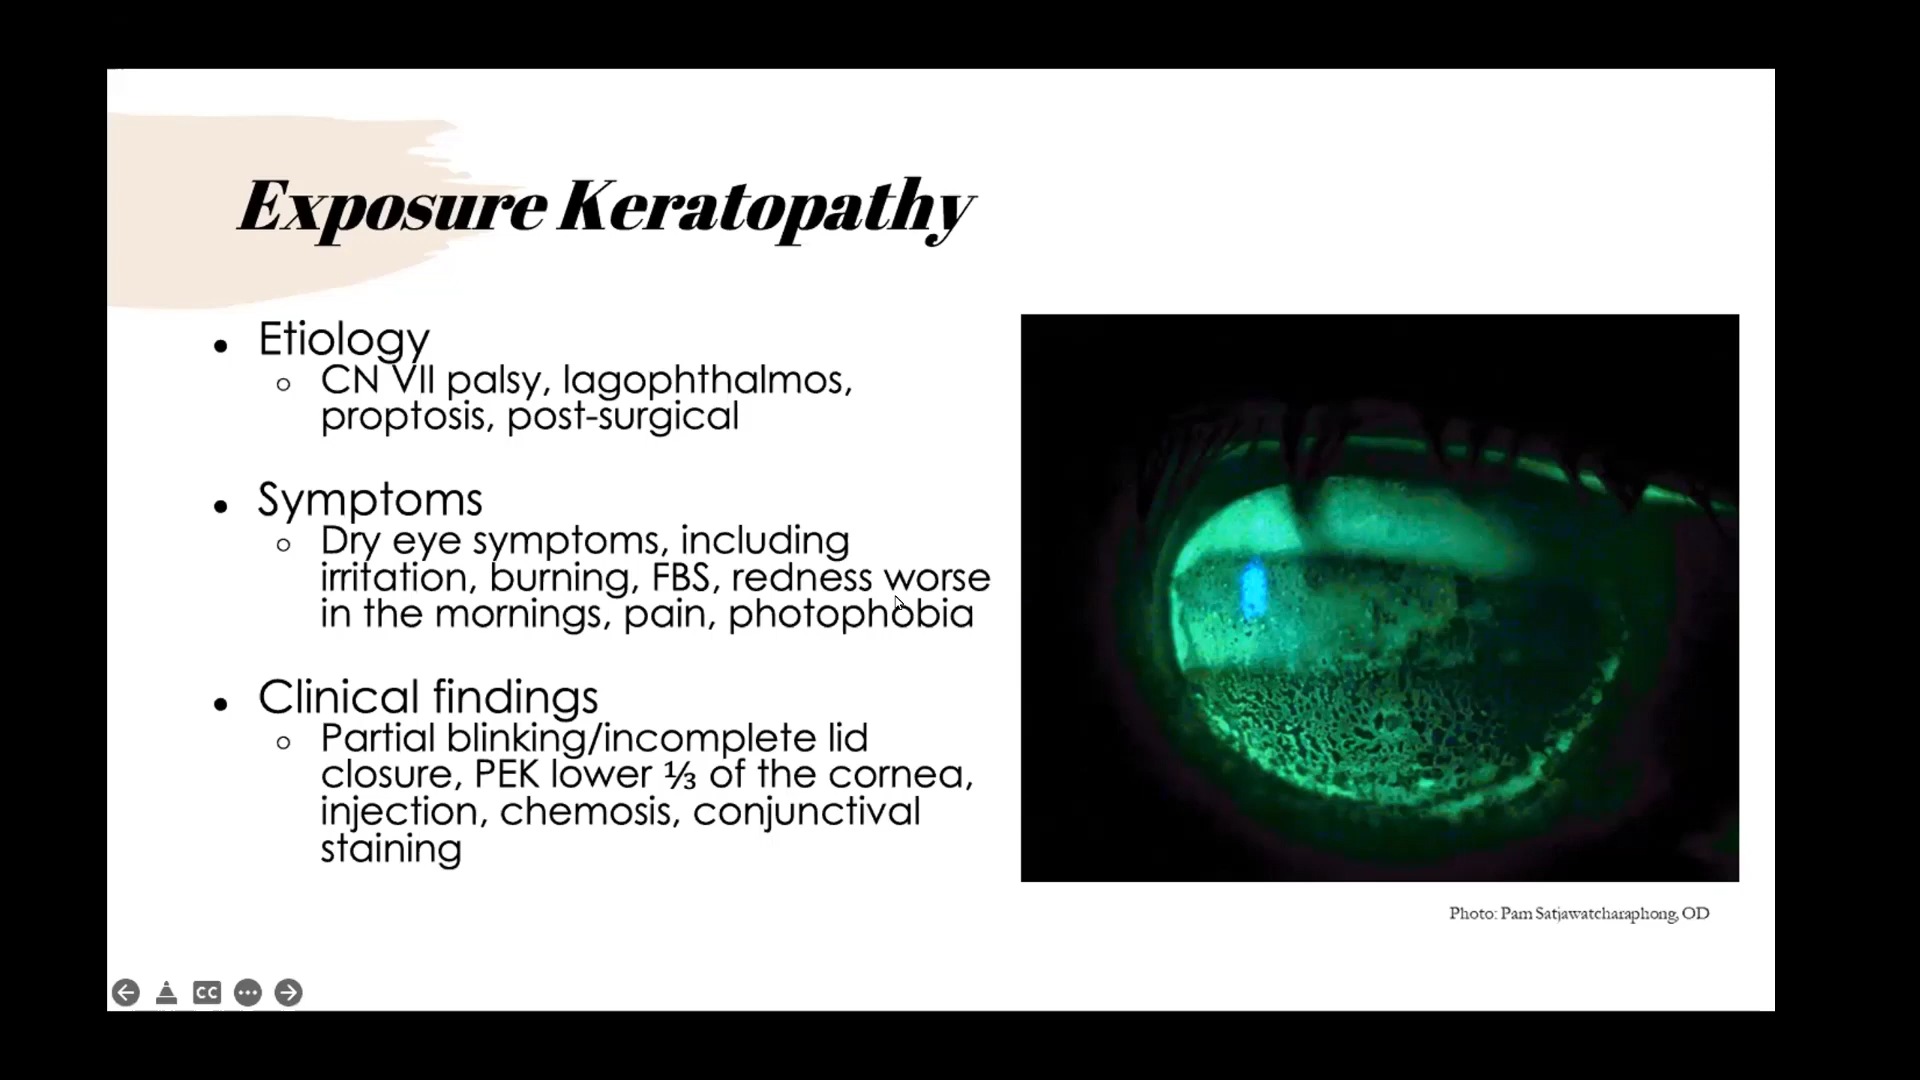 Exposure Keratopathy
• Etiology
○ CN VII palsy, lagophthalmos,
proptosis, post-surgical
• Symptoms
○ Dry eye symptoms, including
irritation, burning, FBS, redness worse
in the mornings, pain, photophobia
• Clinical findings
○ Partial blinking/incomplete lid
closure, PEK lower ⅓ of the cornea,
injection, chemosis, conjunctival
staining
Photo: Pam Satjawatcharaphong, OD
CC